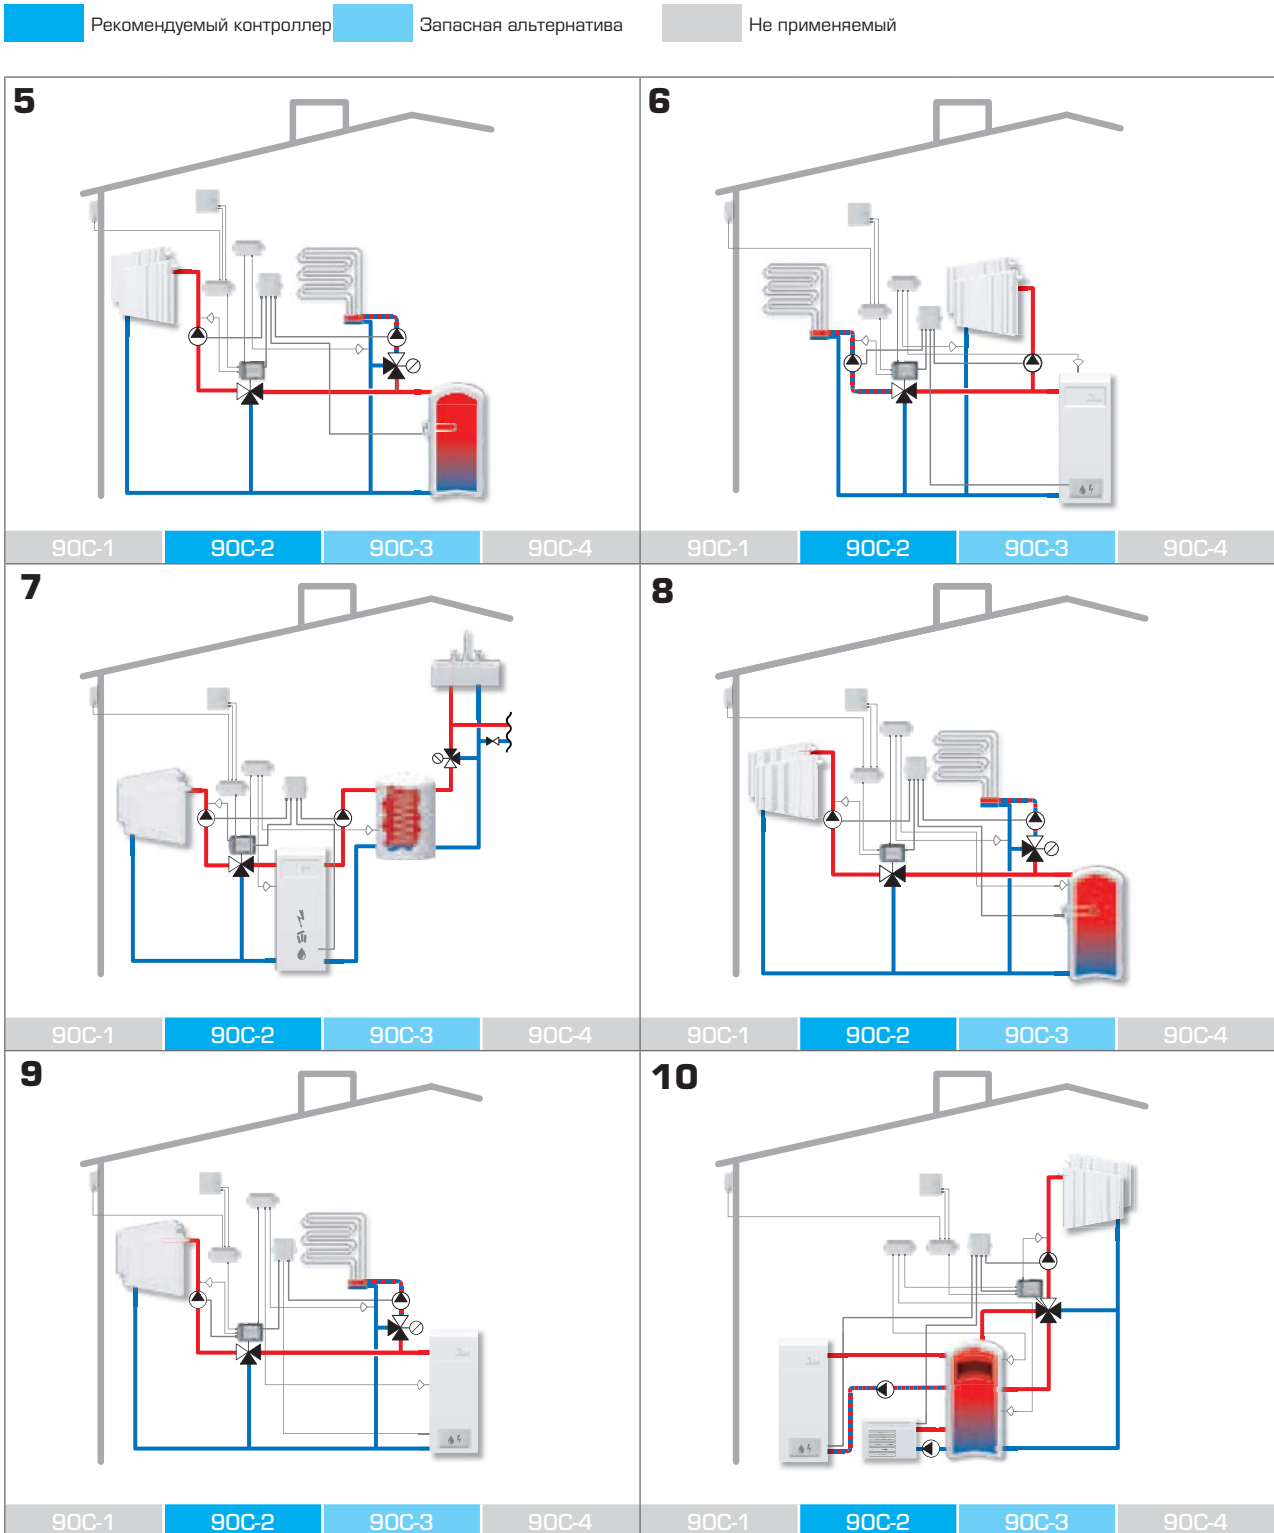 Рекомендуемый контроллер Запасная альтернатива Не применяемый
5 6
90C-1 90C-2 90C-3 90C-4 90C-1 90C-2 90C-3 90C-4
7 8
90C-1 90C-2 90C-3 90C-4 90C-1 90C-2 90C-3 90C-4
9 10
90C-1 90C-2 90C-3 90C-4 90C-1 90C-2 90C-3 90C-4